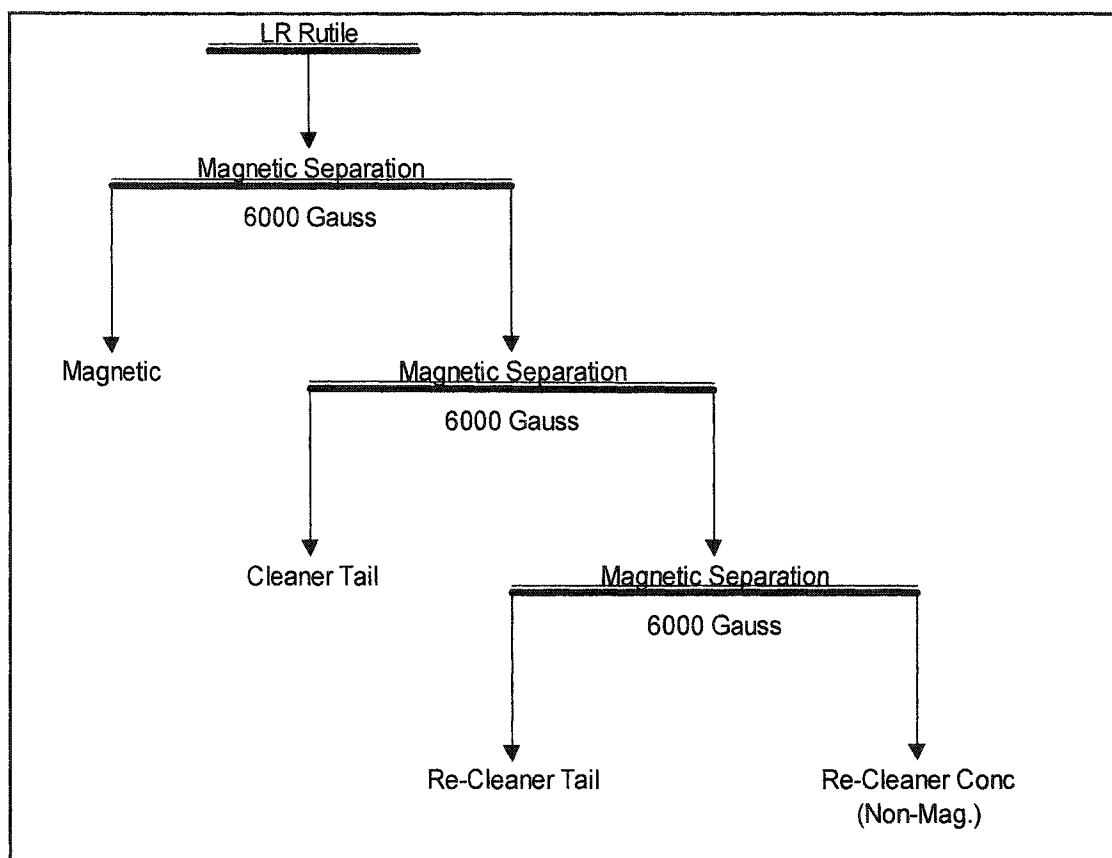 LR Rutile
Magnetic Separation
6000 Gauss
Magnetic
Magnetic Separation
6000 Gauss
Cleaner Tail
Magnetic Separation
6000 Gauss
Re-Cleaner Tail
Re-Cleaner Conc
(Non-Mag.)